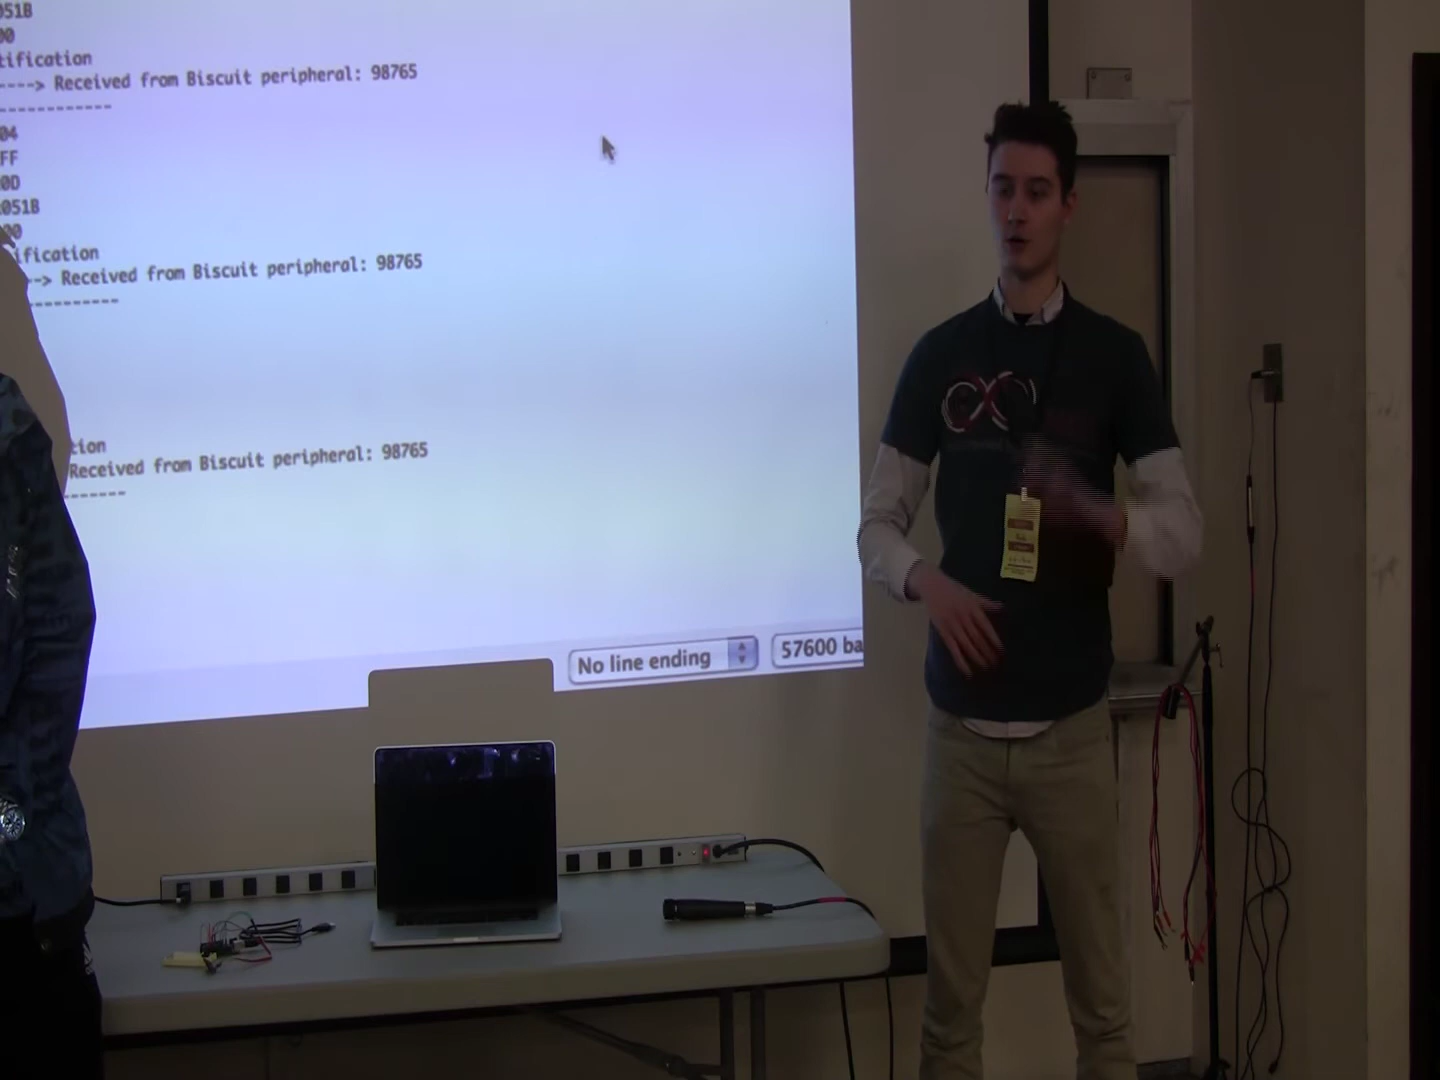 051B
00
tification
----> Received from Biscuit peripheral: 98765
------------
04
FF
0D
051B
00
ification
--> Received from Biscuit peripheral: 98765
----------
tion
Received from Biscuit peripheral: 98765
-------
No line ending
57600 ba